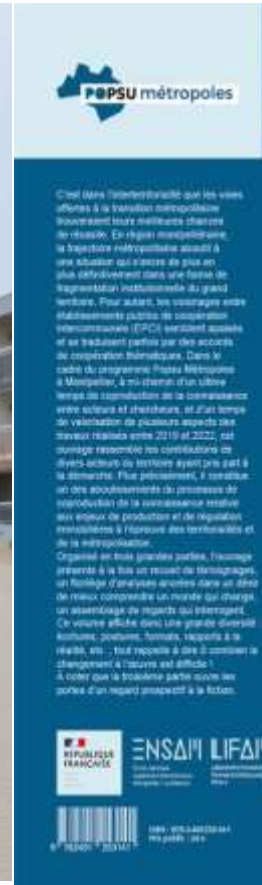 POPSU métropoles
C'est dans l'interterritorialité que les voies
offertes à la transition métropolitaine
trouveraient leurs meilleures chances
de réussite. En région montpelliéraine,
la trajectoire métropolitaine aboutit à
une situation qui s'ancre de plus en
plus définitivement dans une forme de
fragmentation institutionnelle du grand
territoire. Pour autant, les voisinages entre
établissements publics de coopération
intercommunale (EPCI) semblent apaisés
et se traduisent parfois par des accords
de coopération thématiques. Dans le
cadre du programme Popsu Métropoles
à Montpellier, à mi-chemin d'un ultime
temps de coproduction de la connaissance
entre acteurs et chercheurs, et d'un temps
de valorisation de plusieurs aspects des
travaux réalisés entre 2019 et 2022, cet
ouvrage rassemble les contributions de
divers acteurs du territoire ayant pris part à
la démarche. Plus précisément, il constitue
un des aboutissements du processus de
coproduction de la connaissance relative
aux enjeux de production et de régulation
immobilières à l'épreuve des territorialités et
de la métropolisation.
Organisé en trois grandes parties, l'ouvrage
présente à la fois un recueil de témoignages,
un florilège d'analyses ancrées dans un désir
de mieux comprendre un monde qui change,
un assemblage de regards qui interrogent.
Ce volume affiche donc une grande diversité :
écritures, postures, formats, rapports à la
réalité, etc. ; tout rappelle à dire ô combien le
changement à l'œuvre est difficile !
À noter que la troisième partie ouvre les
portes d'un regard prospectif à la fiction.
RÉPUBLIQUE
FRANÇAISE
ENSAM LIFAM